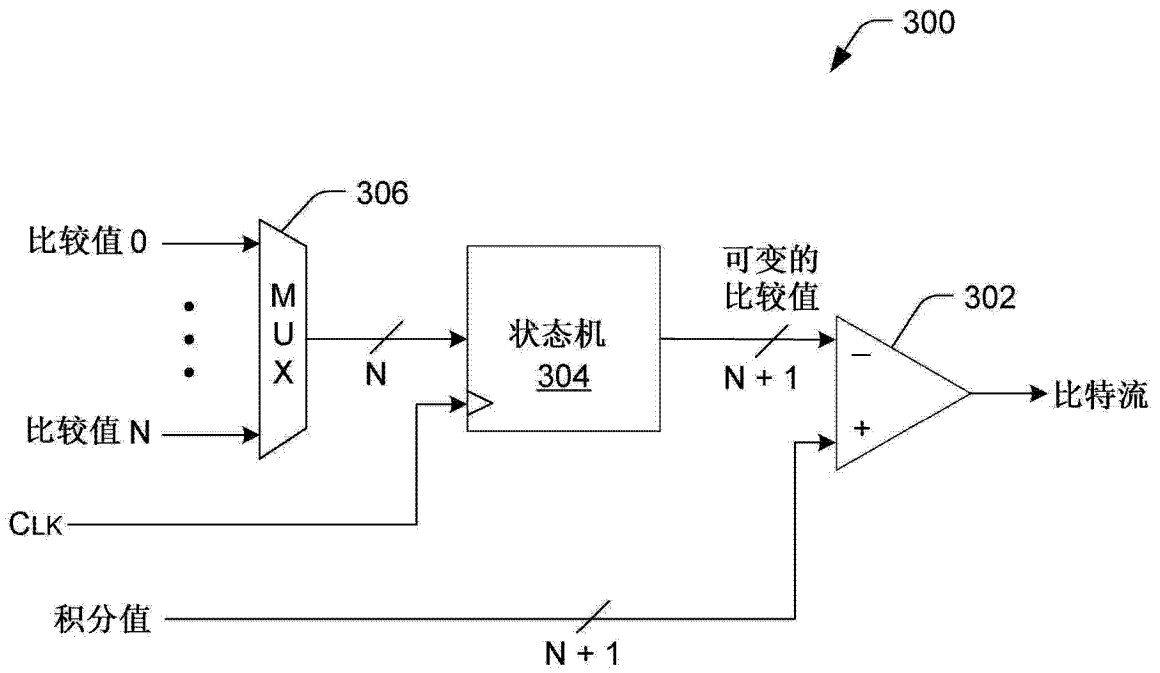 300
306
比较值 0
MUX
N
比较值 N
状态机
304
可变的
比较值
N + 1
302
−
+
比特流
CLK
积分值
N + 1